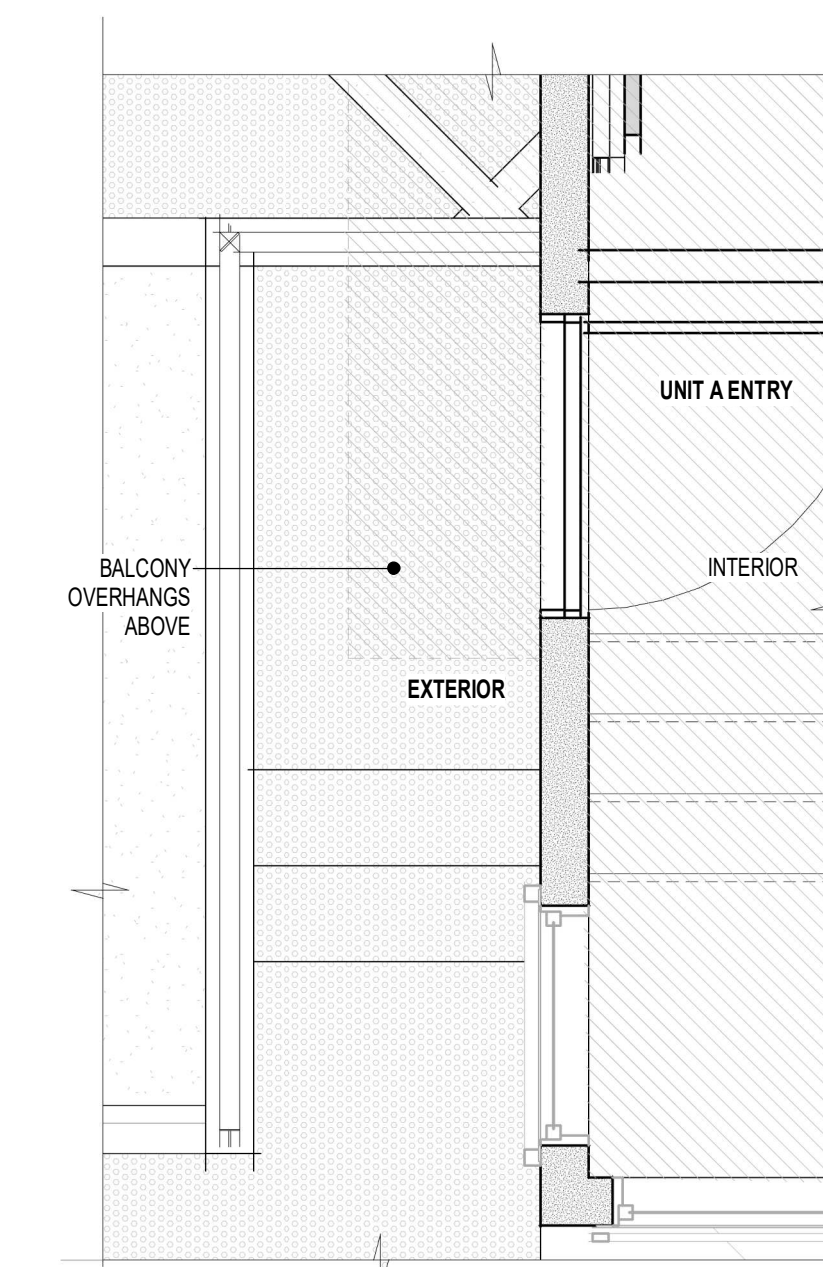 UNIT A ENTRY
BALCONY
OVERHANGS
ABOVE
INTERIOR
EXTERIOR